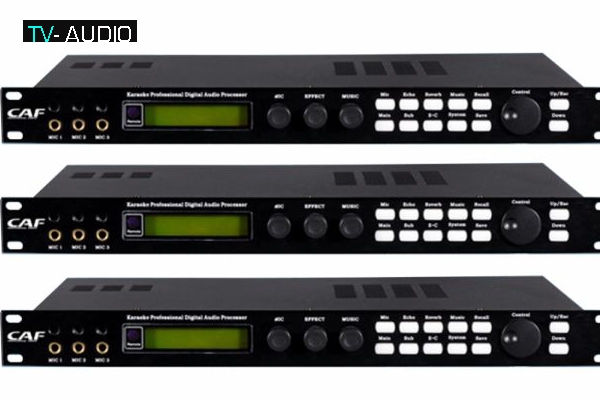 TV- AUDIO
Karaoke Professional Digital Audio Processor
MIC EFFECT MUSIC
Mic Echo Reverb Music Recall Control Up/Esc
CAF
Remote
Main Sub S+C System Save Down
MIC 1 MIC 2 MIC 3
Karaoke Professional Digital Audio Processor
MIC EFFECT MUSIC
Mic Echo Reverb Music Recall Control Up/Esc
CAF
Remote
Main Sub S+C System Save Down
MIC 1 MIC 2 MIC 3
Karaoke Professional Digital Audio Processor
MIC EFFECT MUSIC
Mic Echo Reverb Music Recall Control Up/Esc
CAF
Remote
Main Sub S+C System Save Down
MIC 1 MIC 2 MIC 3